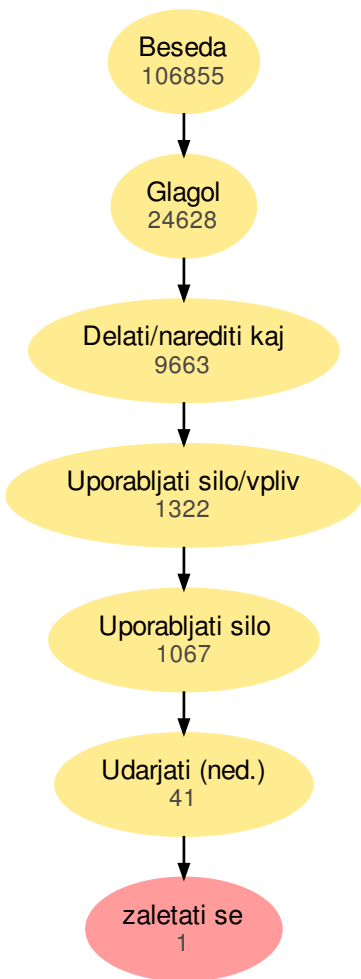 Beseda
106855
Glagol
24628
Delati/narediti kaj
9663
Uporabljati silo/vpliv
1322
Uporabljati silo
1067
Udarjati (ned.)
41
zaletati se
1